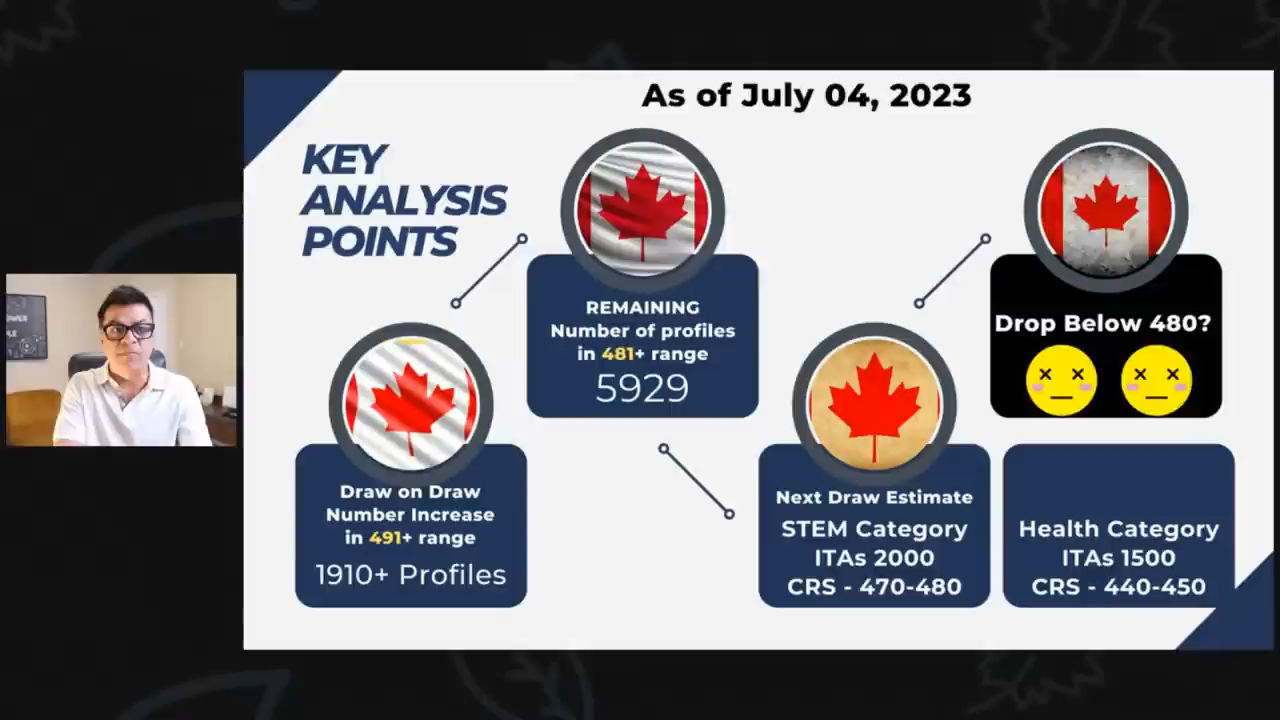 As of July 04, 2023
KEY
ANALYSIS
POINTS
REMAINING
Number of profiles
in 481+ range
5929
Drop Below 480?
Draw on Draw
Number Increase
in 491+ range
1910+ Profiles
Next Draw Estimate
STEM Category
ITAs 2000
CRS - 470-480
Health Category
ITAs 1500
CRS - 440-450